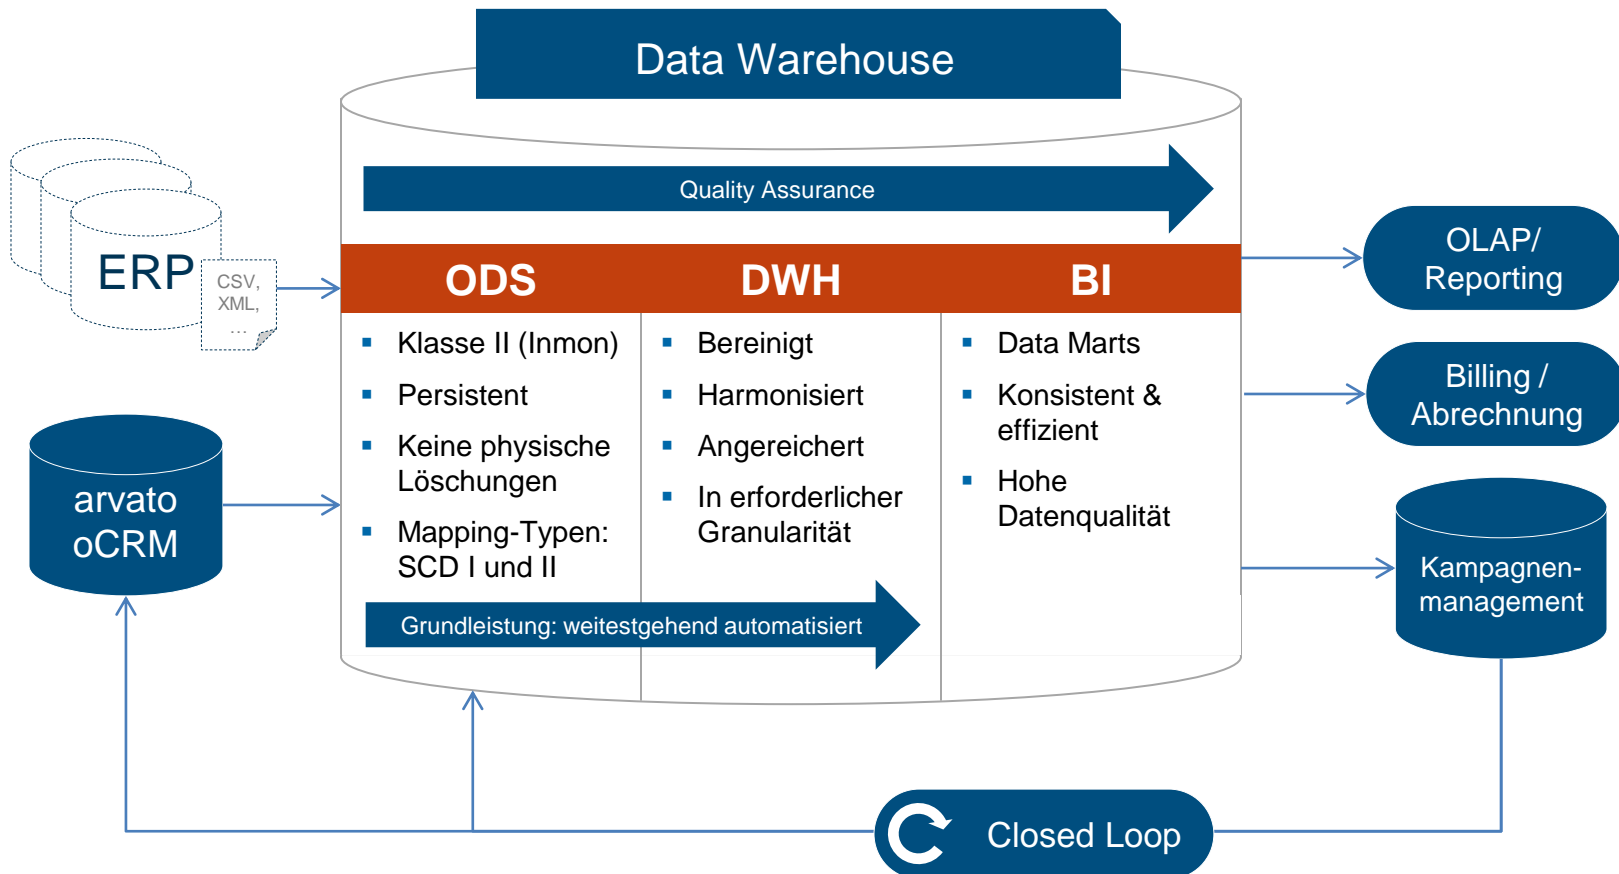 Data Warehouse
Quality Assurance
ERP
CSV,
XML,
...
ODS
DWH
BI
Klasse II (Inmon)
Persistent
Keine physische
Löschungen
Mapping-Typen:
SCD I und II
Bereinigt
Harmonisiert
Angereichert
In erforderlicher
Granularität
Data Marts
Konsistent &
effizient
Hohe
Datenqualität
Grundleistung: weitestgehend automatisiert
arvato
oCRM
OLAP/
Reporting
Billing /
Abrechnung
Kampagnen-
management
Closed Loop